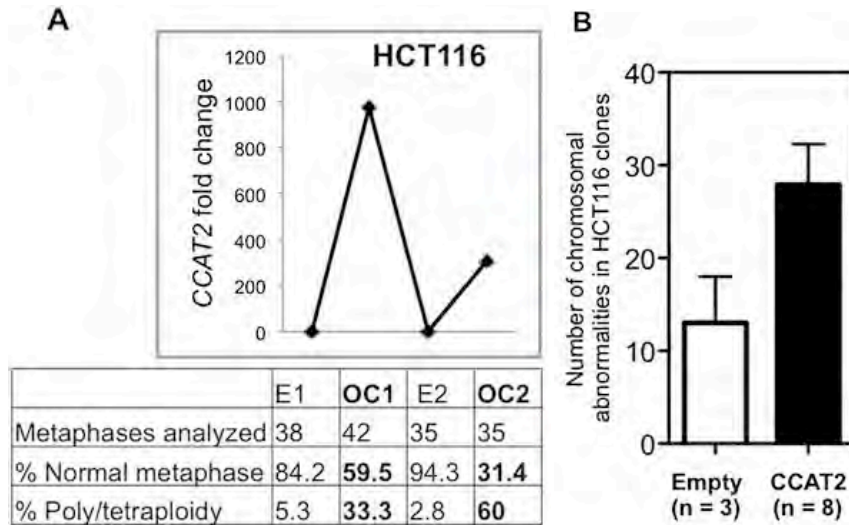 A
HCT116
CCAT2 fold change
1200
1000
800
600
400
200
0
E1 OC1 E2 OC2
Metaphases analyzed 38 42 35 35
% Normal metaphase 84.2 59.5 94.3 31.4
% Poly/tetraploidy 5.3 33.3 2.8 60
B
Number of chromosomal
abnormalities in HCT116 clones
40
30
20
10
0
Empty CCAT2
(n = 3) (n = 8)